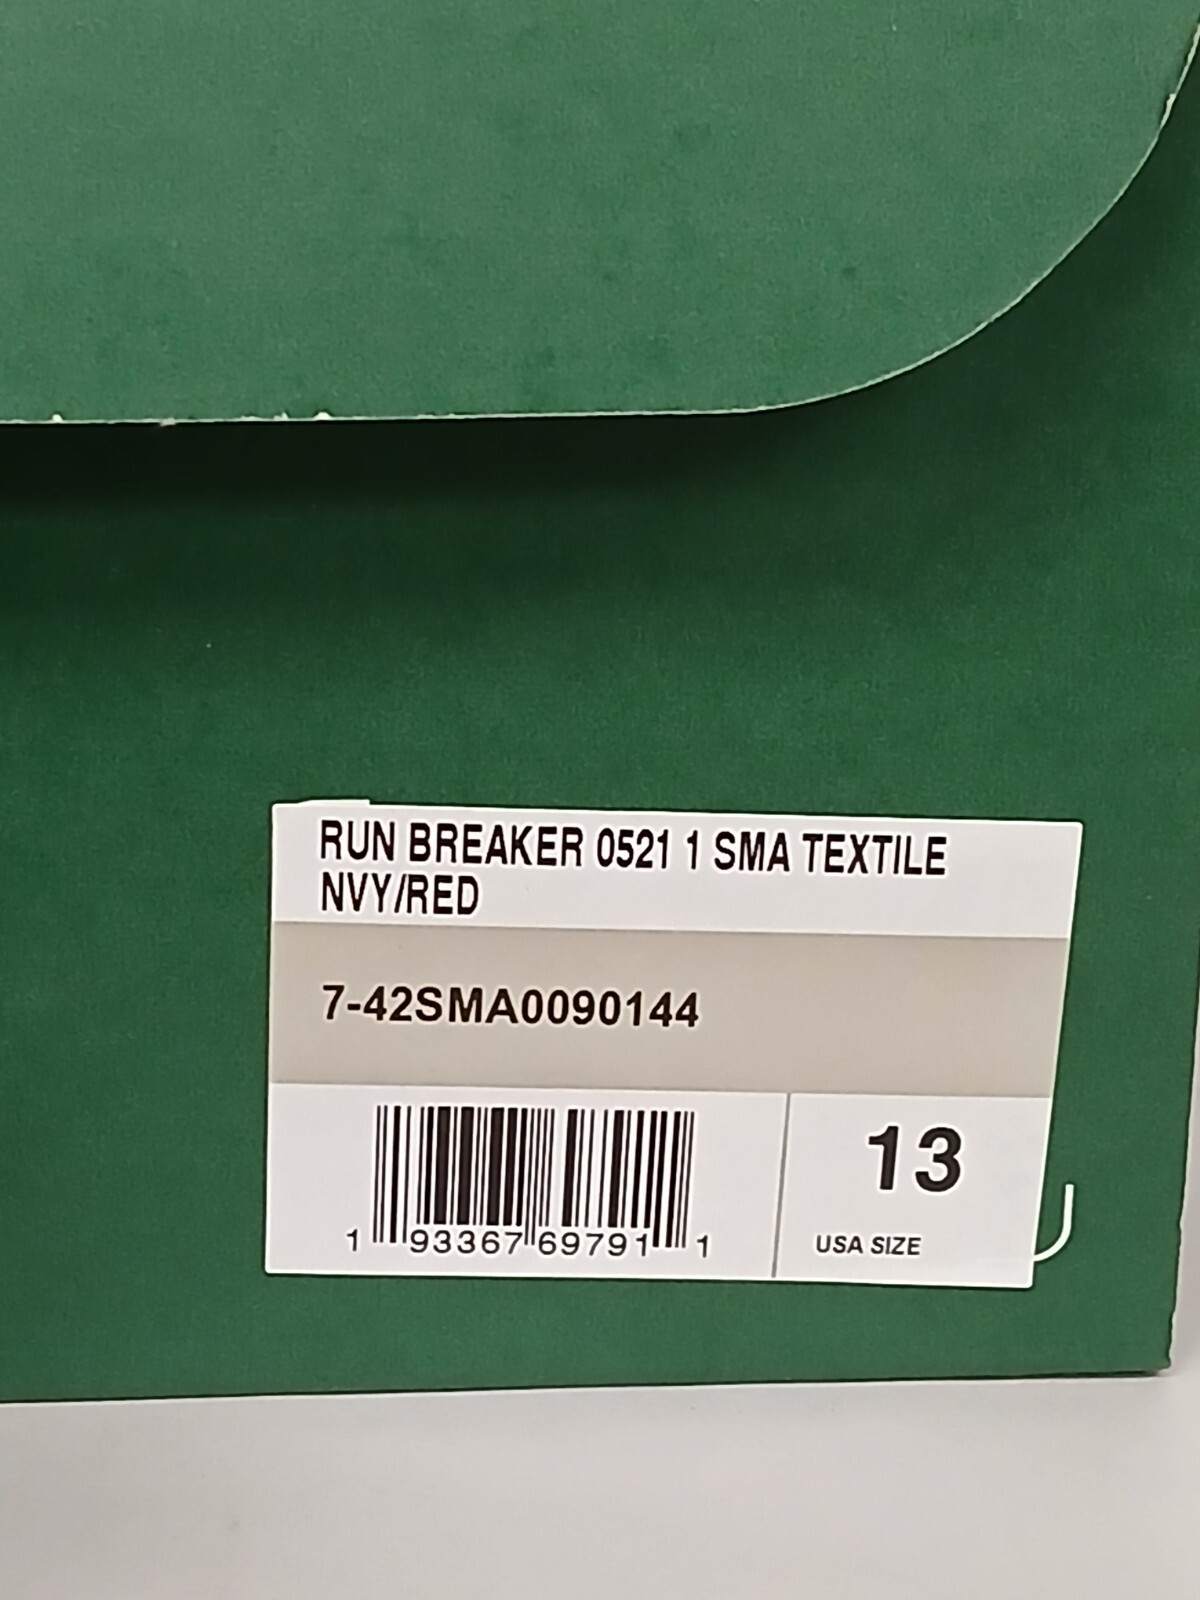 RUN BREAKER 0521 1 SMA TEXTILE
NVY/RED
7-42SMA0090144
13
1 93367 69791 1
USA SIZE